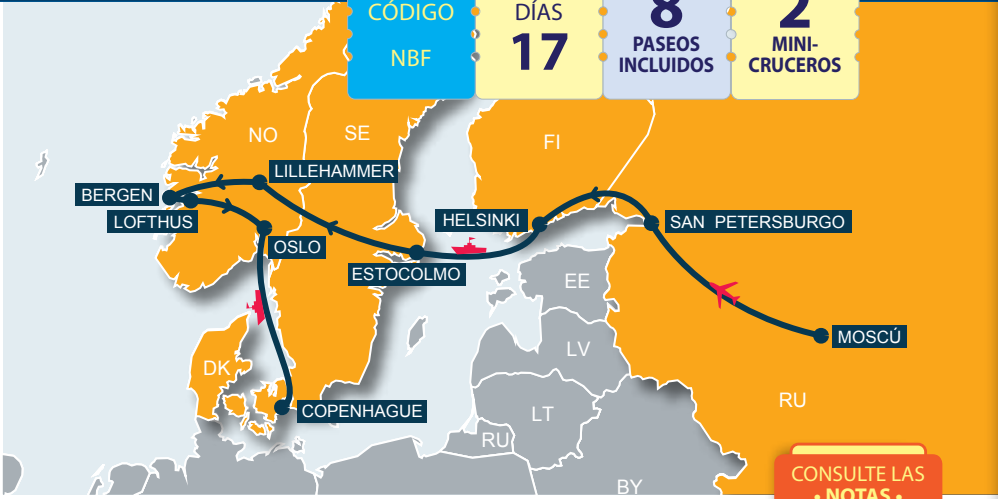 CÓDIGO
NBF
DÍAS
17
8
PASEOS
INCLUIDOS
2
MINI-
CRUCEROS
NO
SE
FI
LILLEHAMMER
BERGEN
LOFTHUS
OSLO
HELSINKI
SAN PETERSBURGO
ESTOCOLMO
EE
MOSCÚ
LV
DK
COPENHAGUE
LT
RU
RU
BY
CONSULTE LAS
• NOTAS •